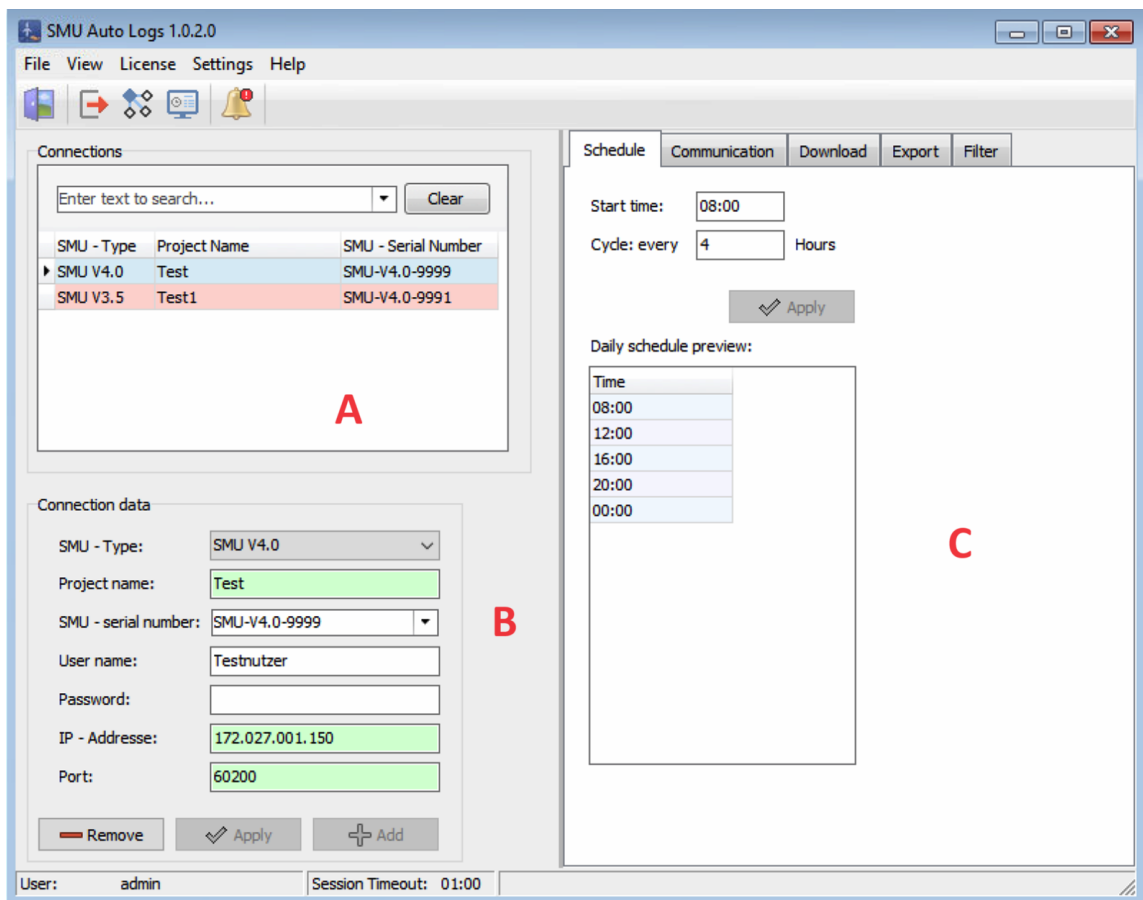 SMU Auto Logs 1.0.2.0
File View License Settings Help
Connections
Enter text to search...
Clear
SMU - Type Project Name SMU - Serial Number
SMU V4.0 Test SMU-V4.0-9999
SMU V3.5 Test1 SMU-V4.0-9991
A
Connection data
SMU - Type: SMU V4.0
Project name: Test
SMU - serial number: SMU-V4.0-9999
User name: Testnutzer
Password:
IP - Addresse: 172.027.001.150
Port: 60200
Remove Apply Add
B
Schedule Communication Download Export Filter
Start time: 08:00
Cycle: every 4 Hours
Apply
Daily schedule preview:
Time
08:00
12:00
16:00
20:00
00:00
C
User: admin Session Timeout: 01:00